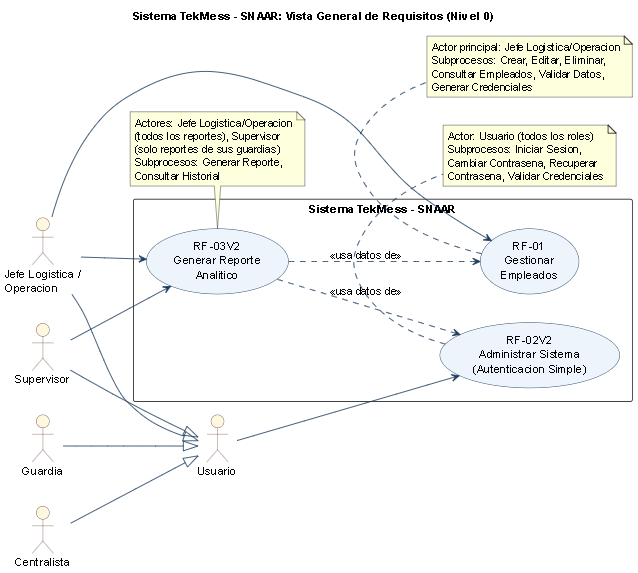 Sistema TekMess - SNAAR: Vista General de Requisitos (Nivel 0)
Actor principal: Jefe Logistica/Operacion
Subprocesos: Crear, Editar, Eliminar,
Consultar Empleados, Validar Datos,
Generar Credenciales
Actores: Jefe Logistica/Operacion
(todos los reportes), Supervisor
(solo reportes de sus guardias)
Subprocesos: Generar Reporte,
Consultar Historial
Actor: Usuario (todos los roles)
Subprocesos: Iniciar Sesion,
Cambiar Contrasena, Recuperar
Contrasena, Validar Credenciales
Sistema TekMess - SNAAR
RF-03V2
Generar Reporte
Analitico
«usa datos de»
RF-01
Gestionar
Empleados
«usa datos de»
RF-02V2
Administrar Sistema
(Autenticacion Simple)
Jefe Logistica /
Operacion
Supervisor
Guardia
Usuario
Centralista